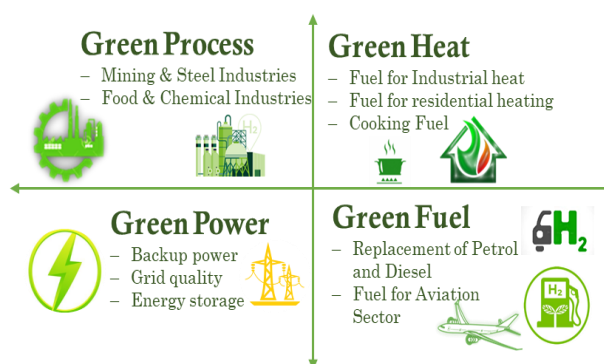 Green Process
– Mining & Steel Industries
– Food & Chemical Industries
H2
Green Heat
– Fuel for Industrial heat
– Fuel for residential heating
– Cooking Fuel
Green Power
– Backup power
– Grid quality
– Energy storage
Green Fuel
– Replacement of Petrol
and Diesel
– Fuel for Aviation
Sector
H2
H2